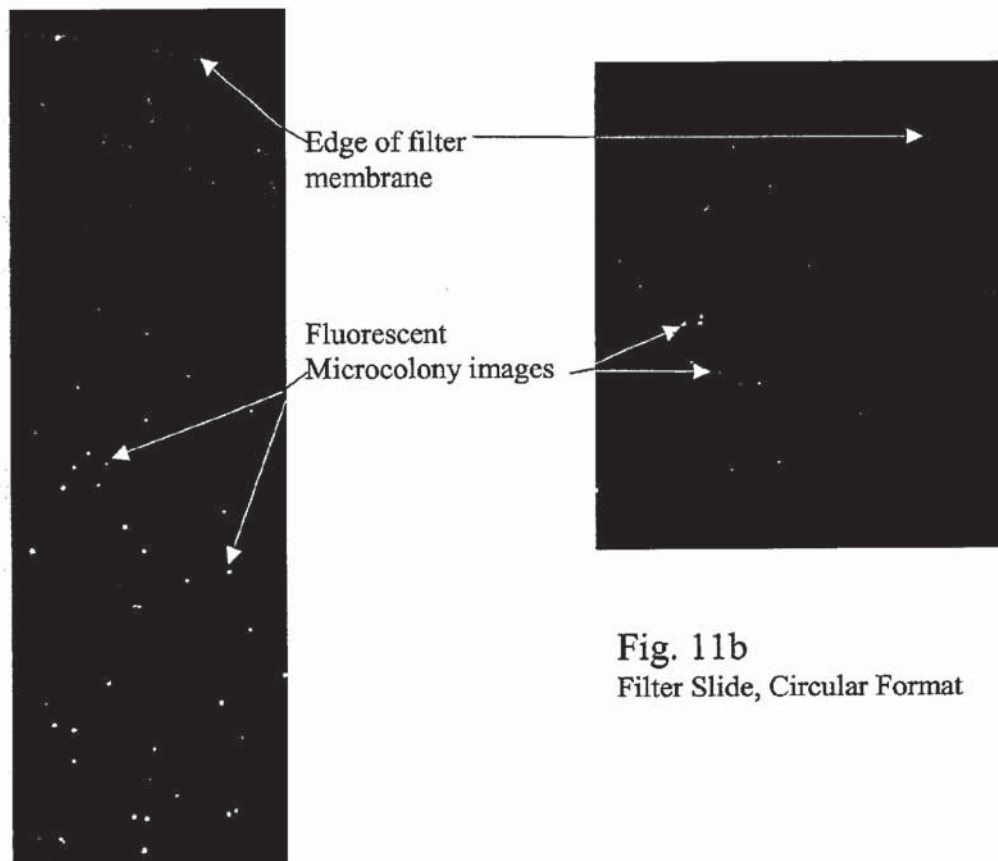 Edge of filter
membrane
Fluorescent
Microcolony images
Fig. 11b
Filter Slide, Circular Format